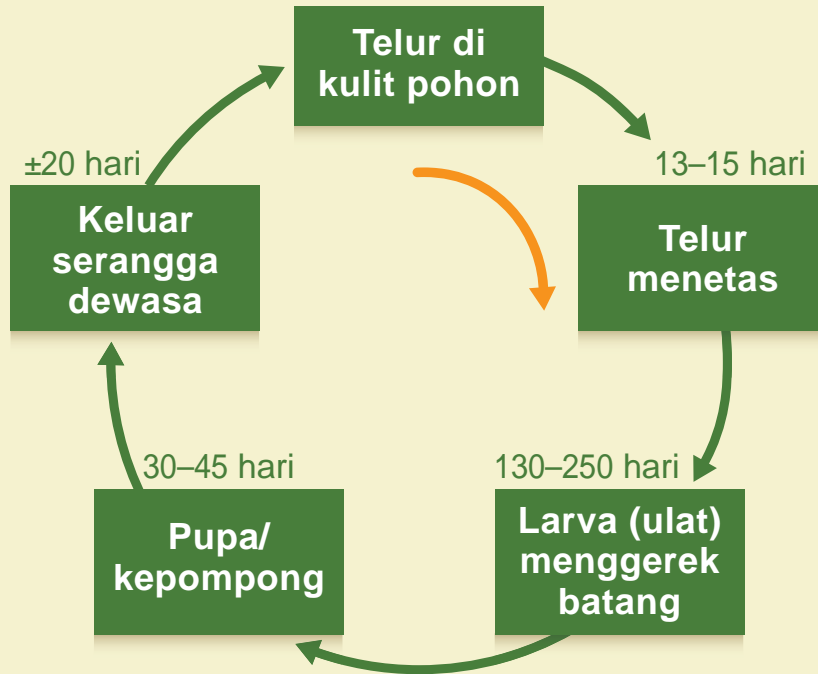 Telur di
kulit pohon
13–15 hari
Telur
menetas
130–250 hari
Larva (ulat)
menggerek
batang
30–45 hari
Pupa/
kepompong
±20 hari
Keluar
serangga
dewasa